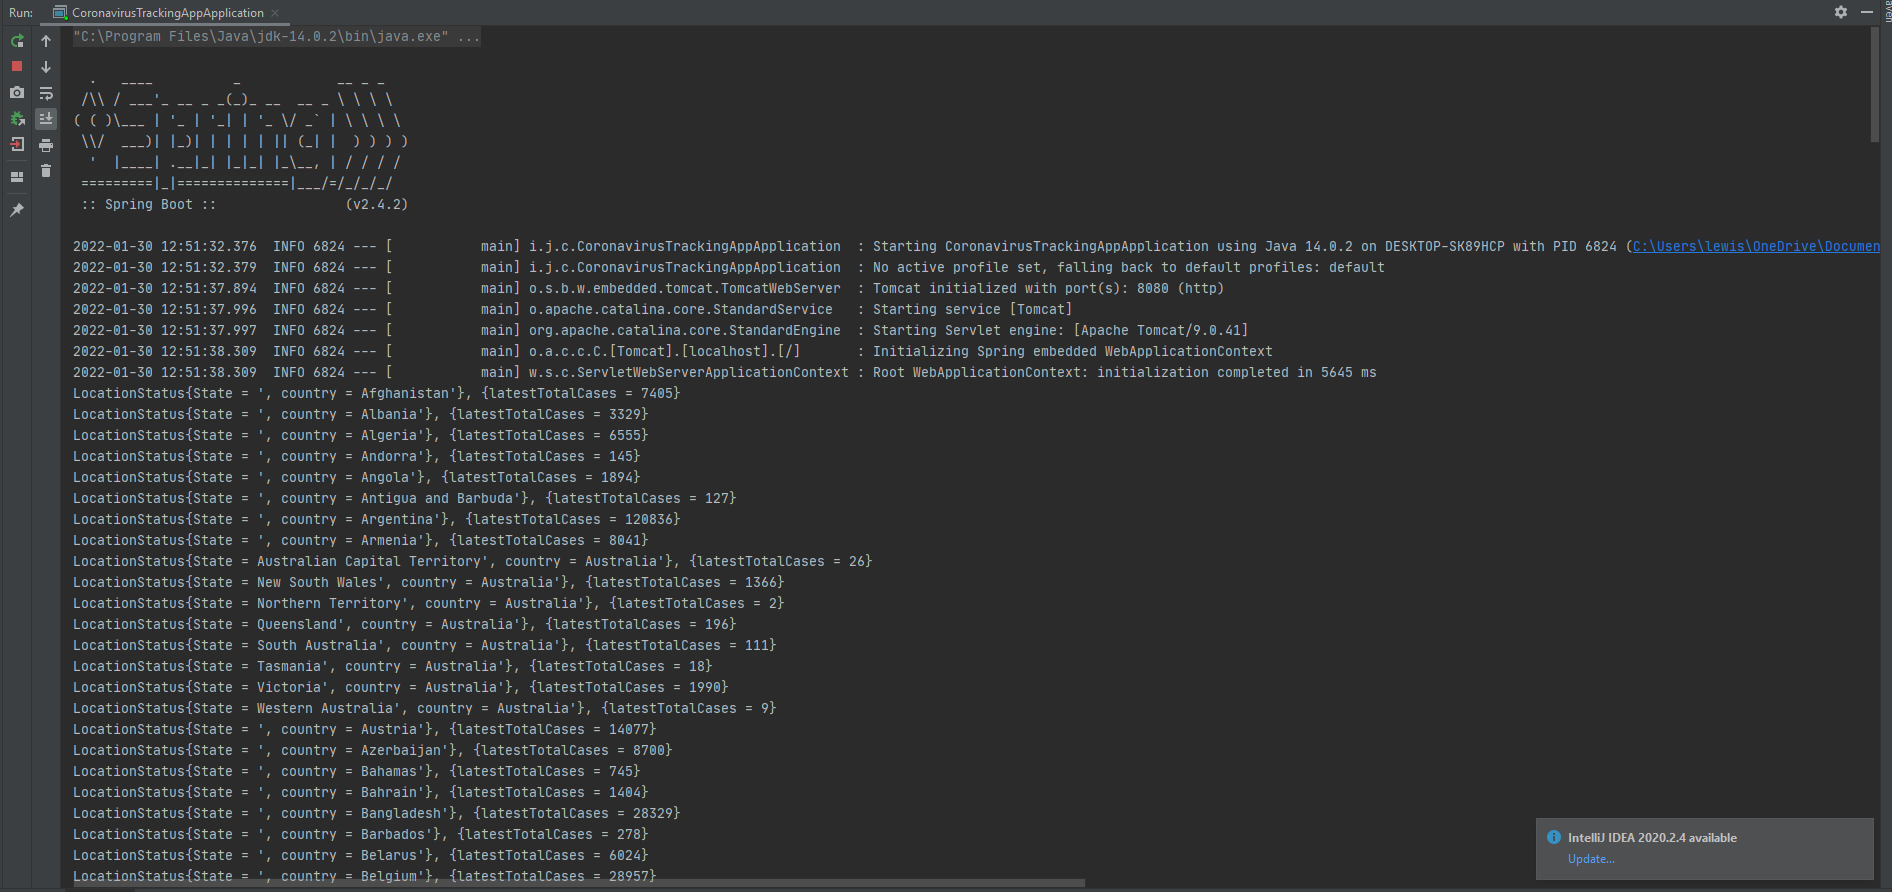 Run: CoronavirusTrackingAppApplication ×
"C:\Program Files\Java\jdk-14.0.2\bin\java.exe" ...
  .   ____          _            __ _ _
 /\\ / ___'_ __ _ _(_)_ __  __ _ \ \ \ \
( ( )\___ | '_ | '_| | '_ \/ _` | \ \ \ \
 \\/  ___)| |_)| | | | | || (_| |  ) ) ) )
  '  |____| .__|_| |_|_| |_\__, | / / / /
 =========|_|==============|___/=/_/_/_/
 :: Spring Boot ::                (v2.4.2)
2022-01-30 12:51:32.376  INFO 6824 --- [           main] i.j.c.CoronavirusTrackingAppApplication  : Starting CoronavirusTrackingAppApplication using Java 14.0.2 on DESKTOP-SK89HCP with PID 6824 (C:\Users\lewis\OneDrive\Documen
2022-01-30 12:51:32.379  INFO 6824 --- [           main] i.j.c.CoronavirusTrackingAppApplication  : No active profile set, falling back to default profiles: default
2022-01-30 12:51:37.894  INFO 6824 --- [           main] o.s.b.w.embedded.tomcat.TomcatWebServer  : Tomcat initialized with port(s): 8080 (http)
2022-01-30 12:51:37.996  INFO 6824 --- [           main] o.apache.catalina.core.StandardService   : Starting service [Tomcat]
2022-01-30 12:51:37.997  INFO 6824 --- [           main] org.apache.catalina.core.StandardEngine  : Starting Servlet engine: [Apache Tomcat/9.0.41]
2022-01-30 12:51:38.309  INFO 6824 --- [           main] o.a.c.c.C.[Tomcat].[localhost].[/]       : Initializing Spring embedded WebApplicationContext
2022-01-30 12:51:38.309  INFO 6824 --- [           main] w.s.c.ServletWebServerApplicationContext : Root WebApplicationContext: initialization completed in 5645 ms
LocationStatus{State = ', country = Afghanistan'}, {latestTotalCases = 7405}
LocationStatus{State = ', country = Albania'}, {latestTotalCases = 3329}
LocationStatus{State = ', country = Algeria'}, {latestTotalCases = 6555}
LocationStatus{State = ', country = Andorra'}, {latestTotalCases = 145}
LocationStatus{State = ', country = Angola'}, {latestTotalCases = 1894}
LocationStatus{State = ', country = Antigua and Barbuda'}, {latestTotalCases = 127}
LocationStatus{State = ', country = Argentina'}, {latestTotalCases = 120836}
LocationStatus{State = ', country = Armenia'}, {latestTotalCases = 8041}
LocationStatus{State = Australian Capital Territory', country = Australia'}, {latestTotalCases = 26}
LocationStatus{State = New South Wales', country = Australia'}, {latestTotalCases = 1366}
LocationStatus{State = Northern Territory', country = Australia'}, {latestTotalCases = 2}
LocationStatus{State = Queensland', country = Australia'}, {latestTotalCases = 196}
LocationStatus{State = South Australia', country = Australia'}, {latestTotalCases = 111}
LocationStatus{State = Tasmania', country = Australia'}, {latestTotalCases = 18}
LocationStatus{State = Victoria', country = Australia'}, {latestTotalCases = 1990}
LocationStatus{State = Western Australia', country = Australia'}, {latestTotalCases = 9}
LocationStatus{State = ', country = Austria'}, {latestTotalCases = 14077}
LocationStatus{State = ', country = Azerbaijan'}, {latestTotalCases = 8700}
LocationStatus{State = ', country = Bahamas'}, {latestTotalCases = 745}
LocationStatus{State = ', country = Bahrain'}, {latestTotalCases = 1404}
LocationStatus{State = ', country = Bangladesh'}, {latestTotalCases = 28329}
LocationStatus{State = ', country = Barbados'}, {latestTotalCases = 278}
LocationStatus{State = ', country = Belarus'}, {latestTotalCases = 6024}
LocationStatus{State = ', country = Belgium'}, {latestTotalCases = 28957}
IntelliJ IDEA 2020.2.4 available
Update...